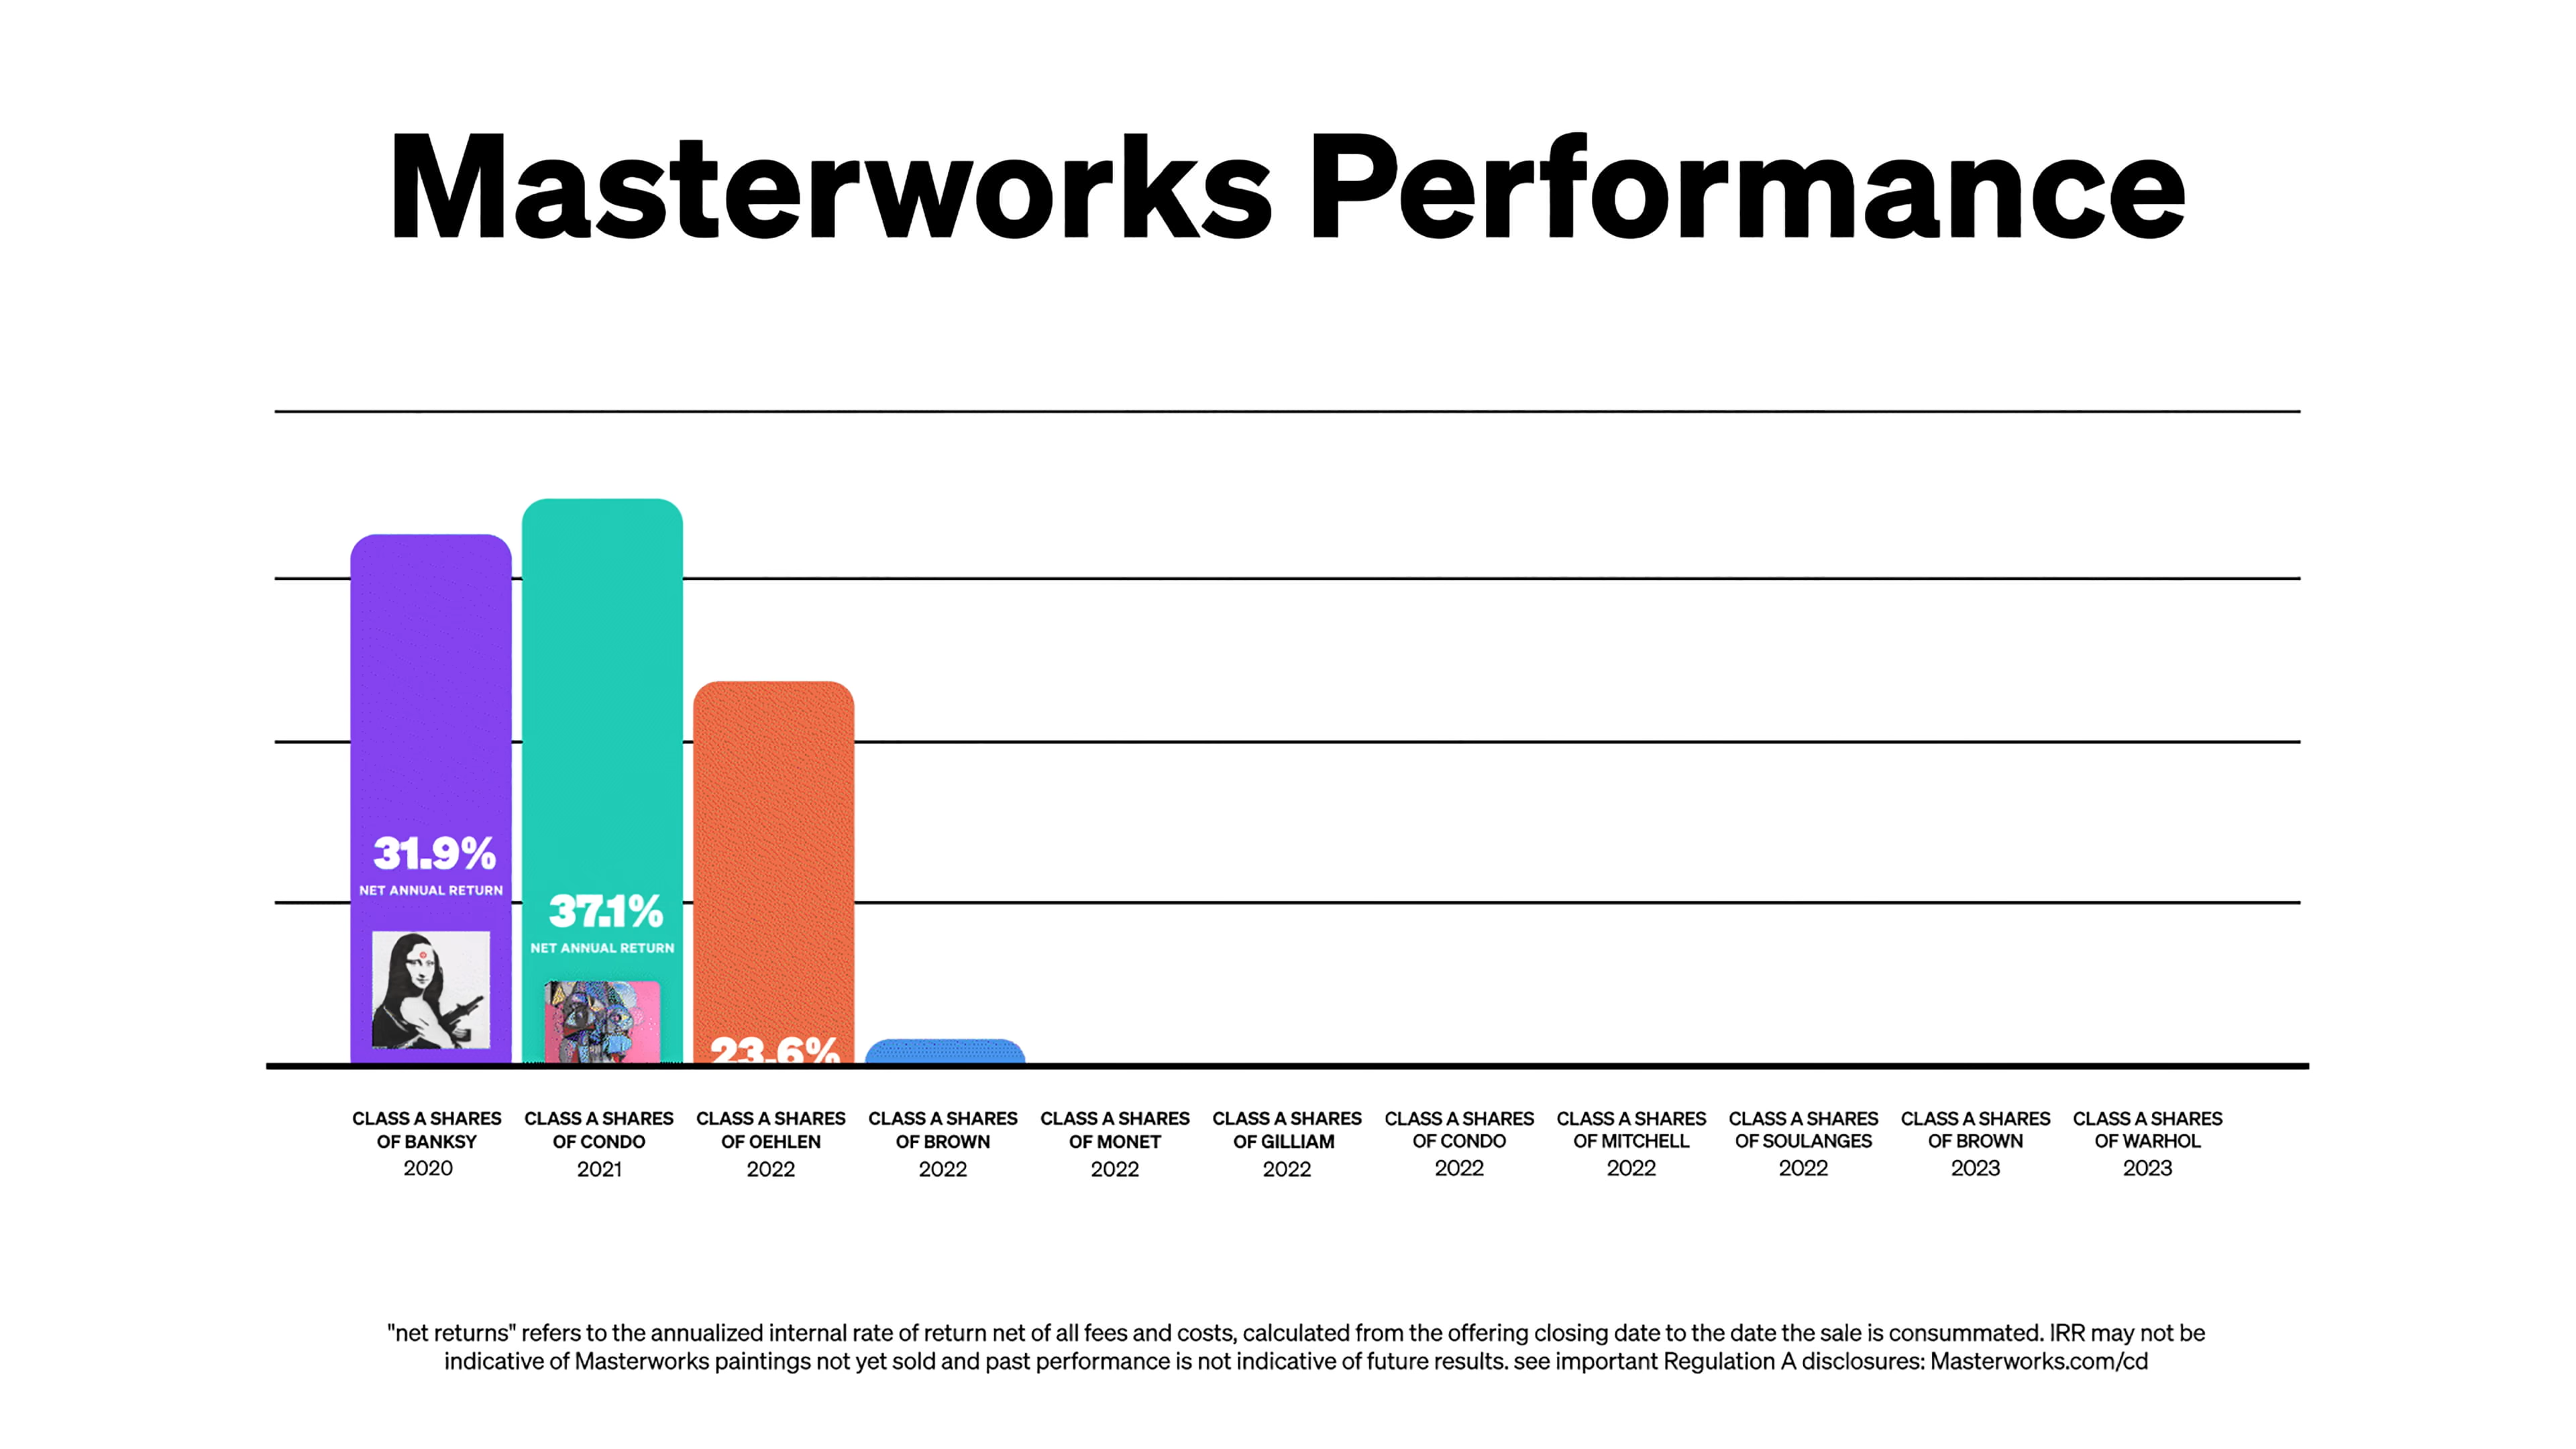 Masterworks Performance
31.9%
NET ANNUAL RETURN
37.1%
NET ANNUAL RETURN
23.6%
CLASS A SHARES
OF BANKSY
2020
CLASS A SHARES
OF CONDO
2021
CLASS A SHARES
OF OEHLEN
2022
CLASS A SHARES
OF BROWN
2022
CLASS A SHARES
OF MONET
2022
CLASS A SHARES
OF GILLIAM
2022
CLASS A SHARES
OF CONDO
2022
CLASS A SHARES
OF MITCHELL
2022
CLASS A SHARES
OF SOULANGES
2022
CLASS A SHARES
OF BROWN
2023
CLASS A SHARES
OF WARHOL
2023
"net returns" refers to the annualized internal rate of return net of all fees and costs, calculated from the offering closing date to the date the sale is consummated. IRR may not be
indicative of Masterworks paintings not yet sold and past performance is not indicative of future results. see important Regulation A disclosures: Masterworks.com/cd